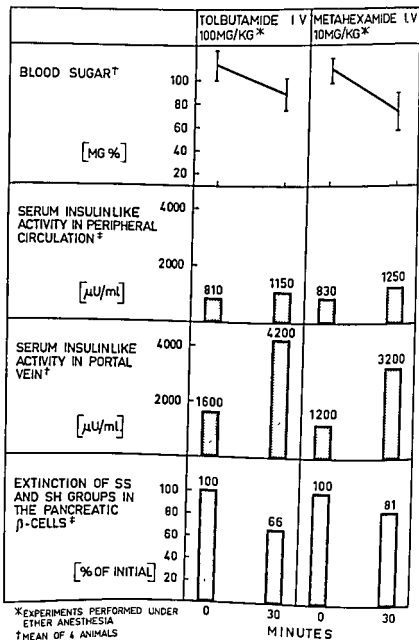 TOLBUTAMIDE I V
100MG/KG*
METAHEXAMIDE I.V
10MG/KG*
BLOOD SUGAR†
[MG %]
100
80
60
40
20
SERUM INSULINLIKE
ACTIVITY IN PERIPHERAL
CIRCULATION‡
[μU/ml]
4000
2000
810
1150
830
1250
SERUM INSULINLIKE
ACTIVITY IN PORTAL
VEIN†
[μU/ml]
4000
2000
1600
4200
1200
3200
EXTINCTION OF SS
AND SH GROUPS IN
THE PANCREATIC
β-CELLS‡
[% OF INITIAL]
100
80
60
40
20
100
66
100
81
0
30
0
30
MINUTES
*EXPERIMENTS PERFORMED UNDER
ETHER ANESTHESIA
†MEAN OF 4 ANIMALS